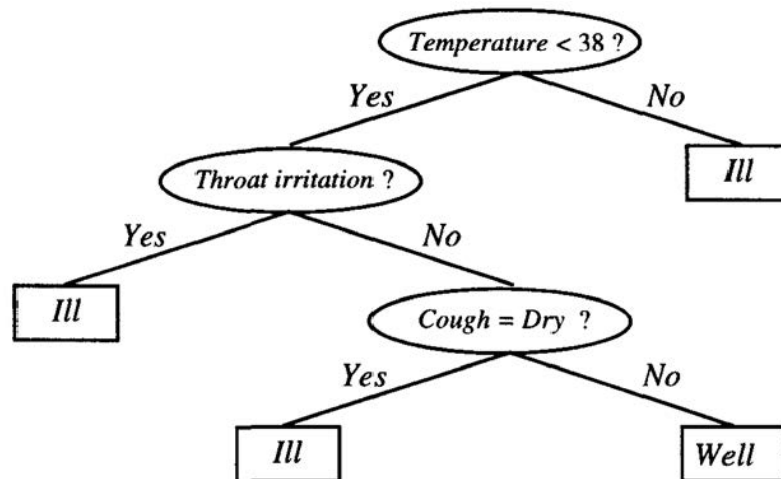 Temperature < 38 ?
Yes
No
Throat irritation ?
Ill
Yes
No
Ill
Cough = Dry ?
Yes
No
Ill
Well